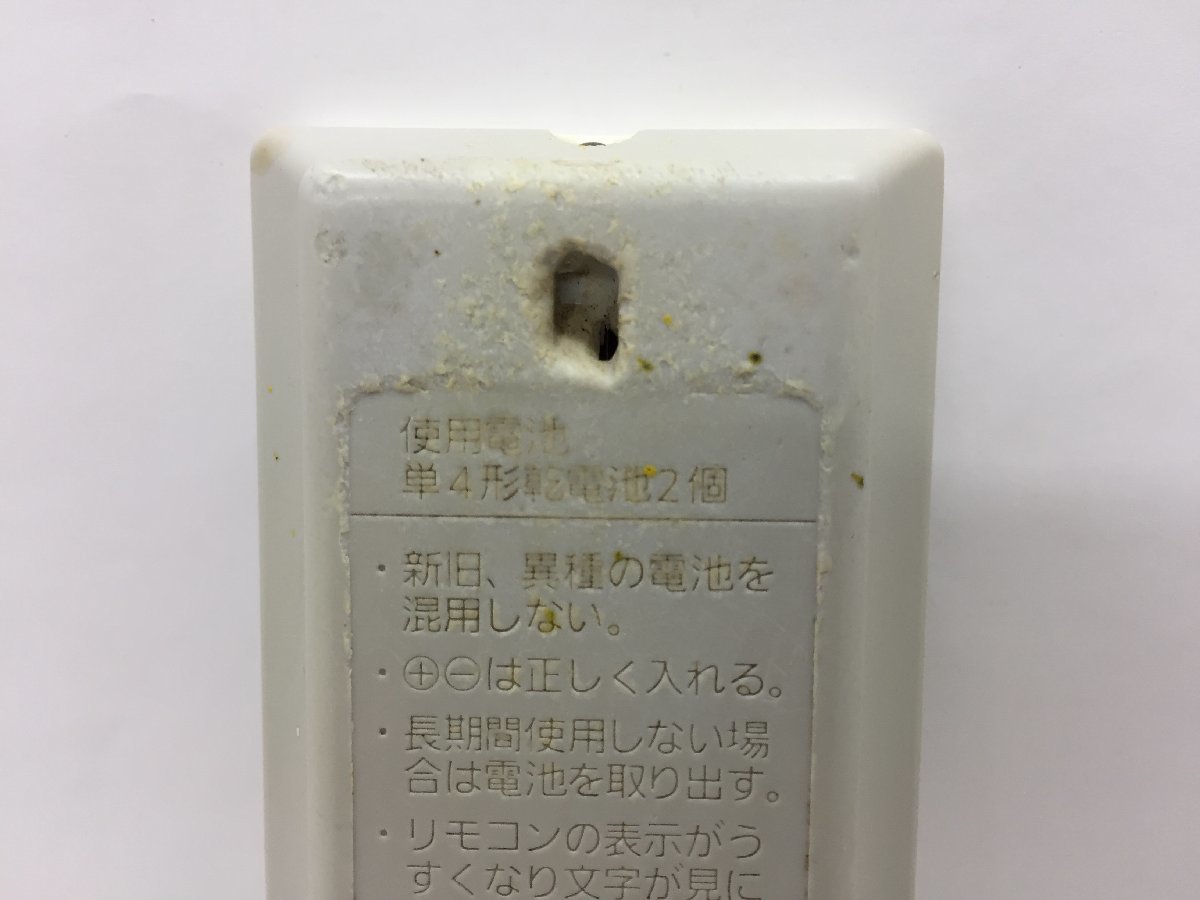 使用電池
単4形乾電池2個
・新旧、異種の電池を
混用しない。
・⊕⊖は正しく入れる。
・長期間使用しない場
合は電池を取り出す。
・リモコンの表示がう
すくなり文字が見に